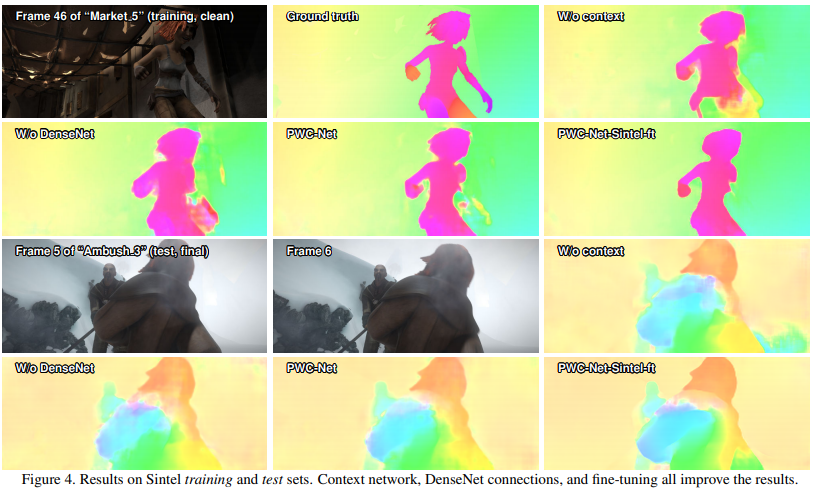 Frame 46 of “Market_5” (training, clean)
Ground truth
W/o context
W/o DenseNet
PWC-Net
PWC-Net-Sintel-ft
Frame 5 of “Ambush_3” (test, final)
Frame 6
W/o context
W/o DenseNet
PWC-Net
PWC-Net-Sintel-ft
Figure 4. Results on Sintel training and test sets. Context network, DenseNet connections, and fine-tuning all improve the results.